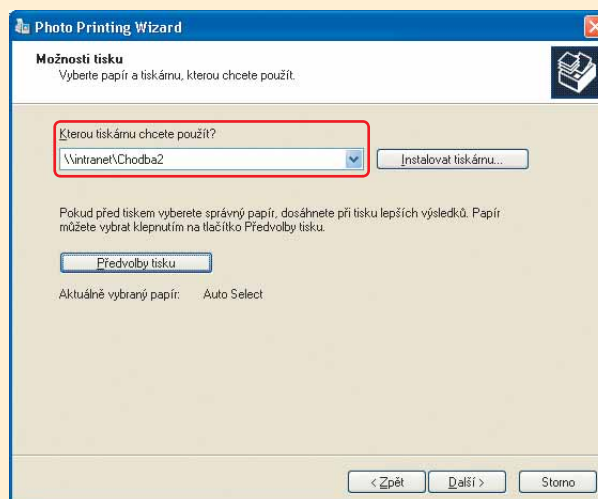 Photo Printing Wizard
Možnosti tisku
Vyberte papír a tiskárnu, kterou chcete použít.
Kterou tiskárnu chcete použít?
\\intranet\Chodba2
Instalovat tiskárnu...
Pokud před tiskem vyberete správný papír, dosáhnete při tisku lepších výsledků. Papír
můžete vybrat klepnutím na tlačítko Předvolby tisku.
Předvolby tisku
Aktuálně vybraný papír: Auto Select
< Zpět Další > Storno